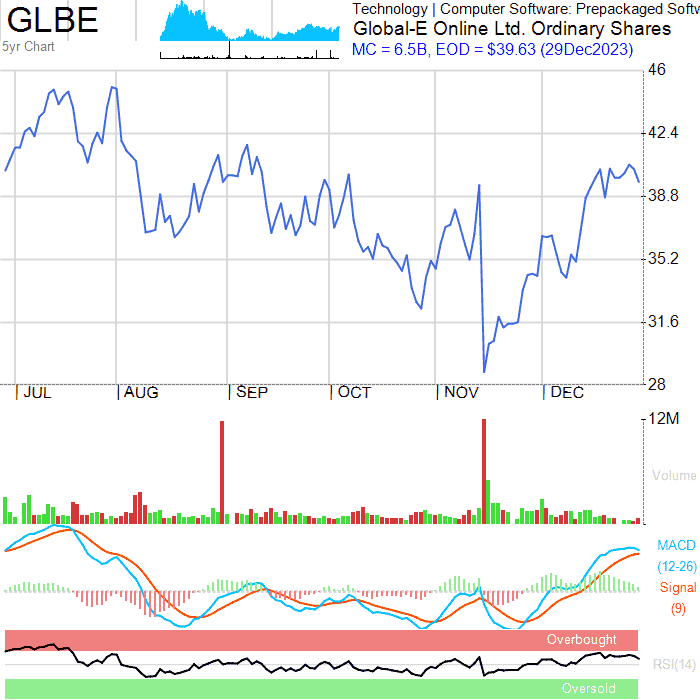 GLBE
5yr Chart
Technology | Computer Software: Prepackaged Softw
Global-E Online Ltd. Ordinary Shares
MC = 6.5B, EOD = $39.63 (29Dec2023)
46
42.4
38.8
35.2
31.6
28
JUL AUG SEP OCT NOV DEC
12M
Volume
MACD
(12-26)
Signal
(9)
Overbought
RSI(14)
Oversold